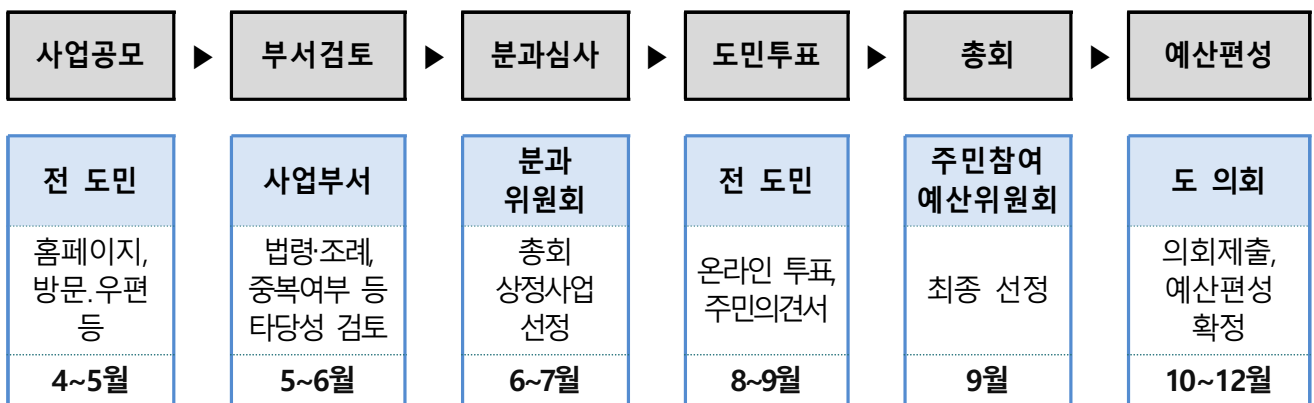 사업공모 ▶ 부서검토 ▶ 분과심사 ▶ 도민투표 ▶ 총회 ▶ 예산편성
전 도민
홈페이지,
방문.우편
등
4~5월
사업부서
법령·조례,
중복여부 등
타당성 검토
5~6월
분과
위원회
총회
상정사업
선정
6~7월
전 도민
온라인 투표,
주민의견서
8~9월
주민참여
예산위원회
최종 선정
9월
도 의회
의회제출,
예산편성
확정
10~12월